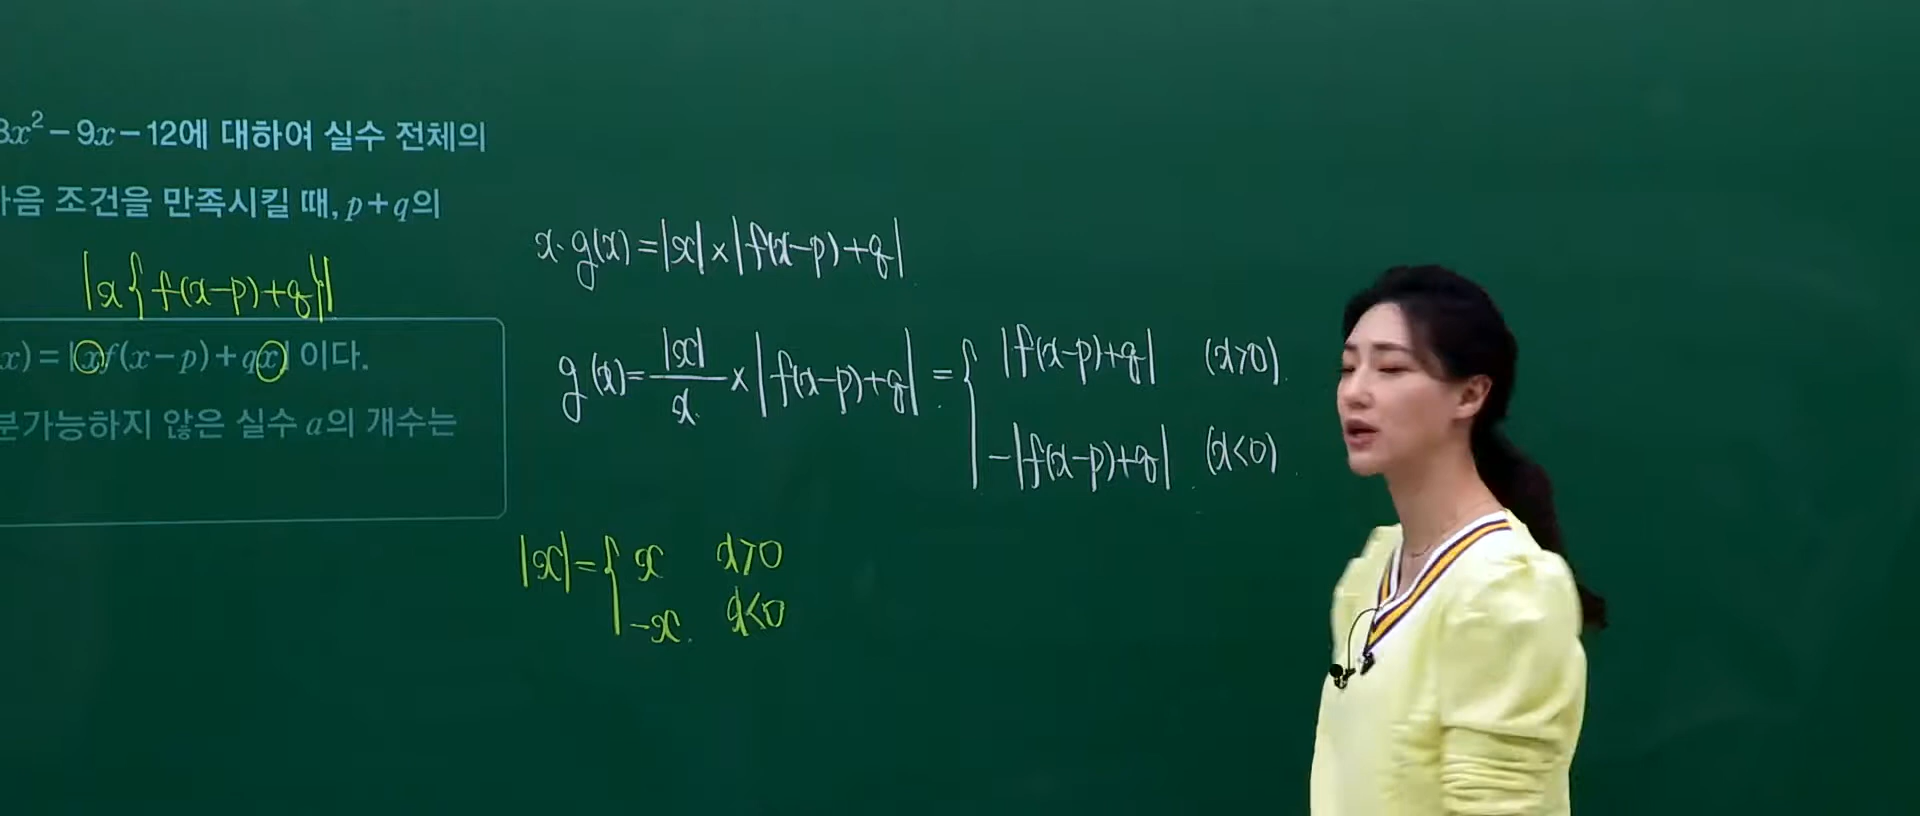 3x²-9x-12에 대하여 실수 전체의
다음 조건을 만족시킬 때, p+q의
|x{f(x-p)+q}|
x)=|xf(x-p)+qx| 이다.
분가능하지 않은 실수 a의 개수는
x·g(x)=|x|×|f(x-p)+q|
g(x)=|x|/x×|f(x-p)+q|={|f(x-p)+q| (x>0)
-|f(x-p)+q| (x<0)
|x|={x x>0
-x. x<0